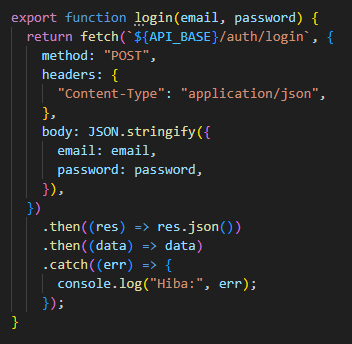 export function login(email, password) {
  return fetch(`${API_BASE}/auth/login`, {
    method: "POST",
    headers: {
      "Content-Type": "application/json",
    },
    body: JSON.stringify({
      email: email,
      password: password,
    }),
  })
    .then((res) => res.json())
    .then((data) => data)
    .catch((err) => {
      console.log("Hiba:", err);
    });
}